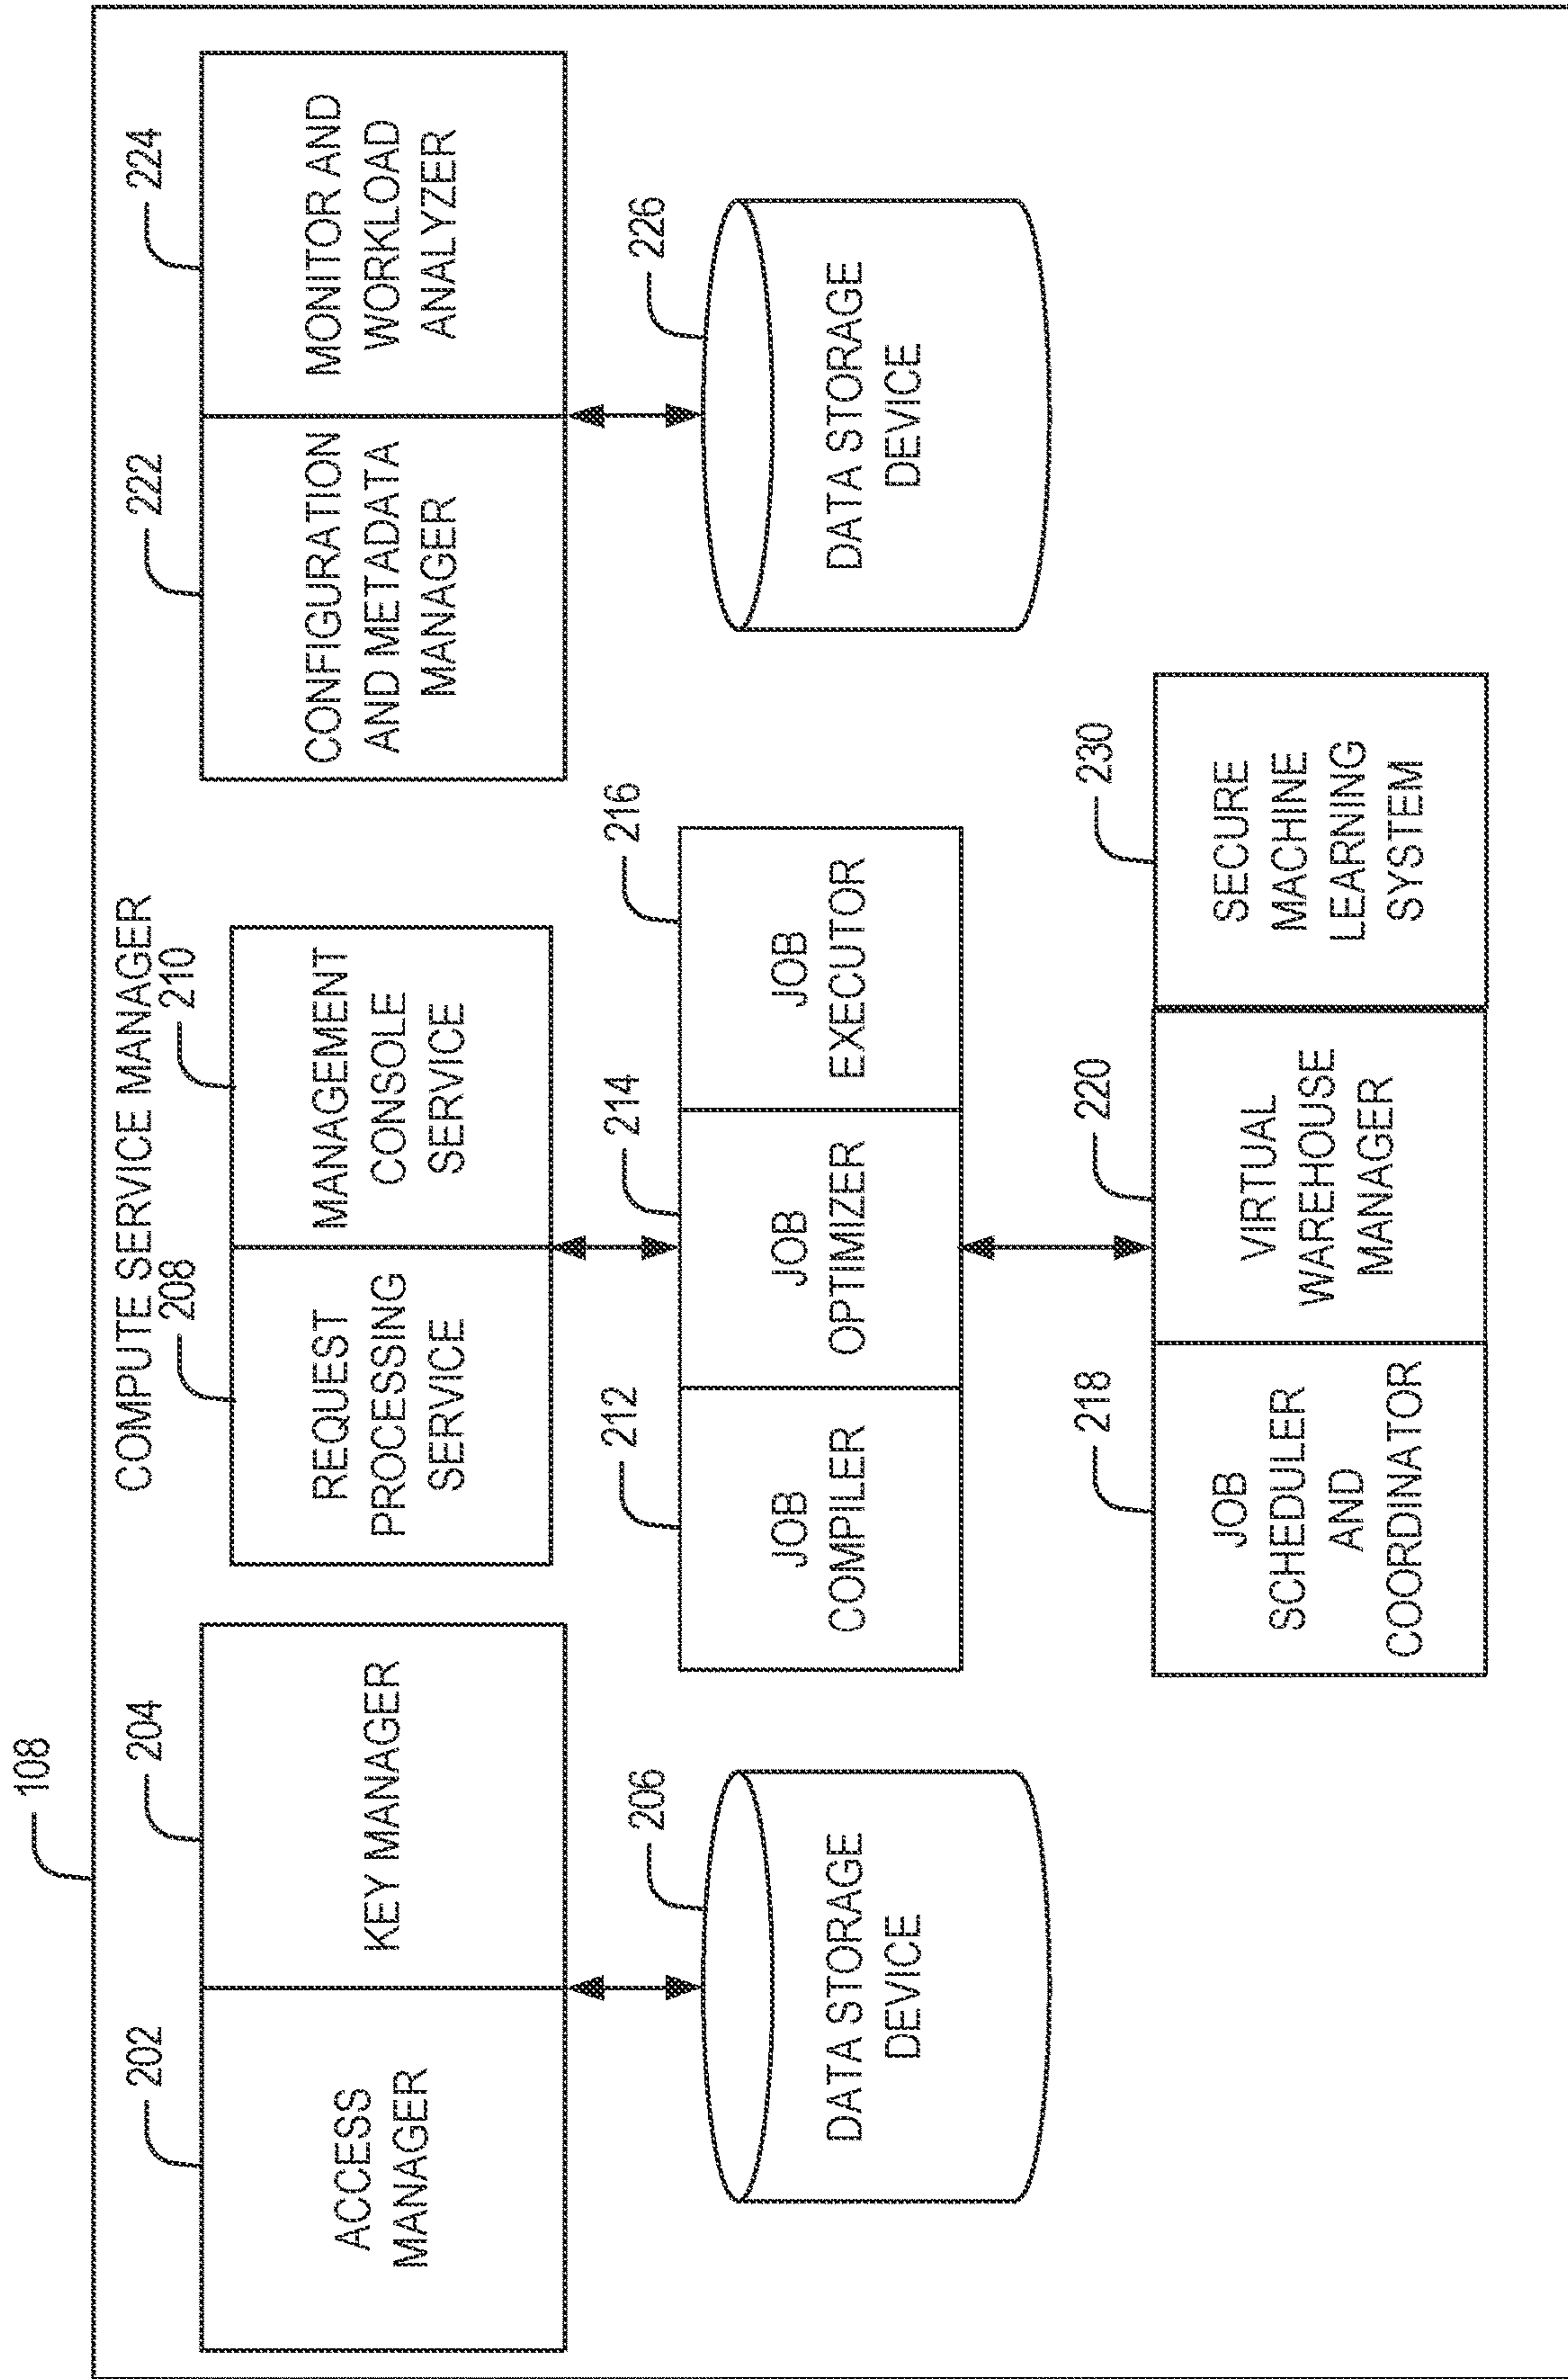 108
COMPUTE SERVICE MANAGER
202
ACCESS
MANAGER
204
KEY MANAGER
206
DATA STORAGE
DEVICE
208
REQUEST
PROCESSING
SERVICE
210
MANAGEMENT
CONSOLE
SERVICE
212
JOB
COMPILER
214
JOB
OPTIMIZER
216
JOB
EXECUTOR
218
JOB
SCHEDULER
AND
COORDINATOR
220
VIRTUAL
WAREHOUSE
MANAGER
230
SECURE
MACHINE
LEARNING
SYSTEM
222
CONFIGURATION
AND METADATA
MANAGER
224
MONITOR AND
WORKLOAD
ANALYZER
226
DATA STORAGE
DEVICE